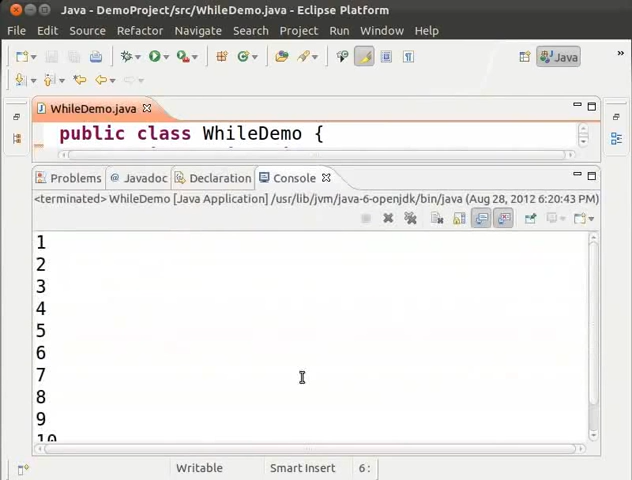 Java - DemoProject/src/WhileDemo.java - Eclipse Platform
File Edit Source Refactor Navigate Search Project Run Window Help
Java
WhileDemo.java
public class WhileDemo {
Problems @ Javadoc Declaration Console
<terminated> WhileDemo [Java Application] /usr/lib/jvm/java-6-openjdk/bin/java (Aug 28, 2012 6:20:43 PM)
1
2
3
4
5
6
7
8
9
10
Writable Smart Insert 6 :